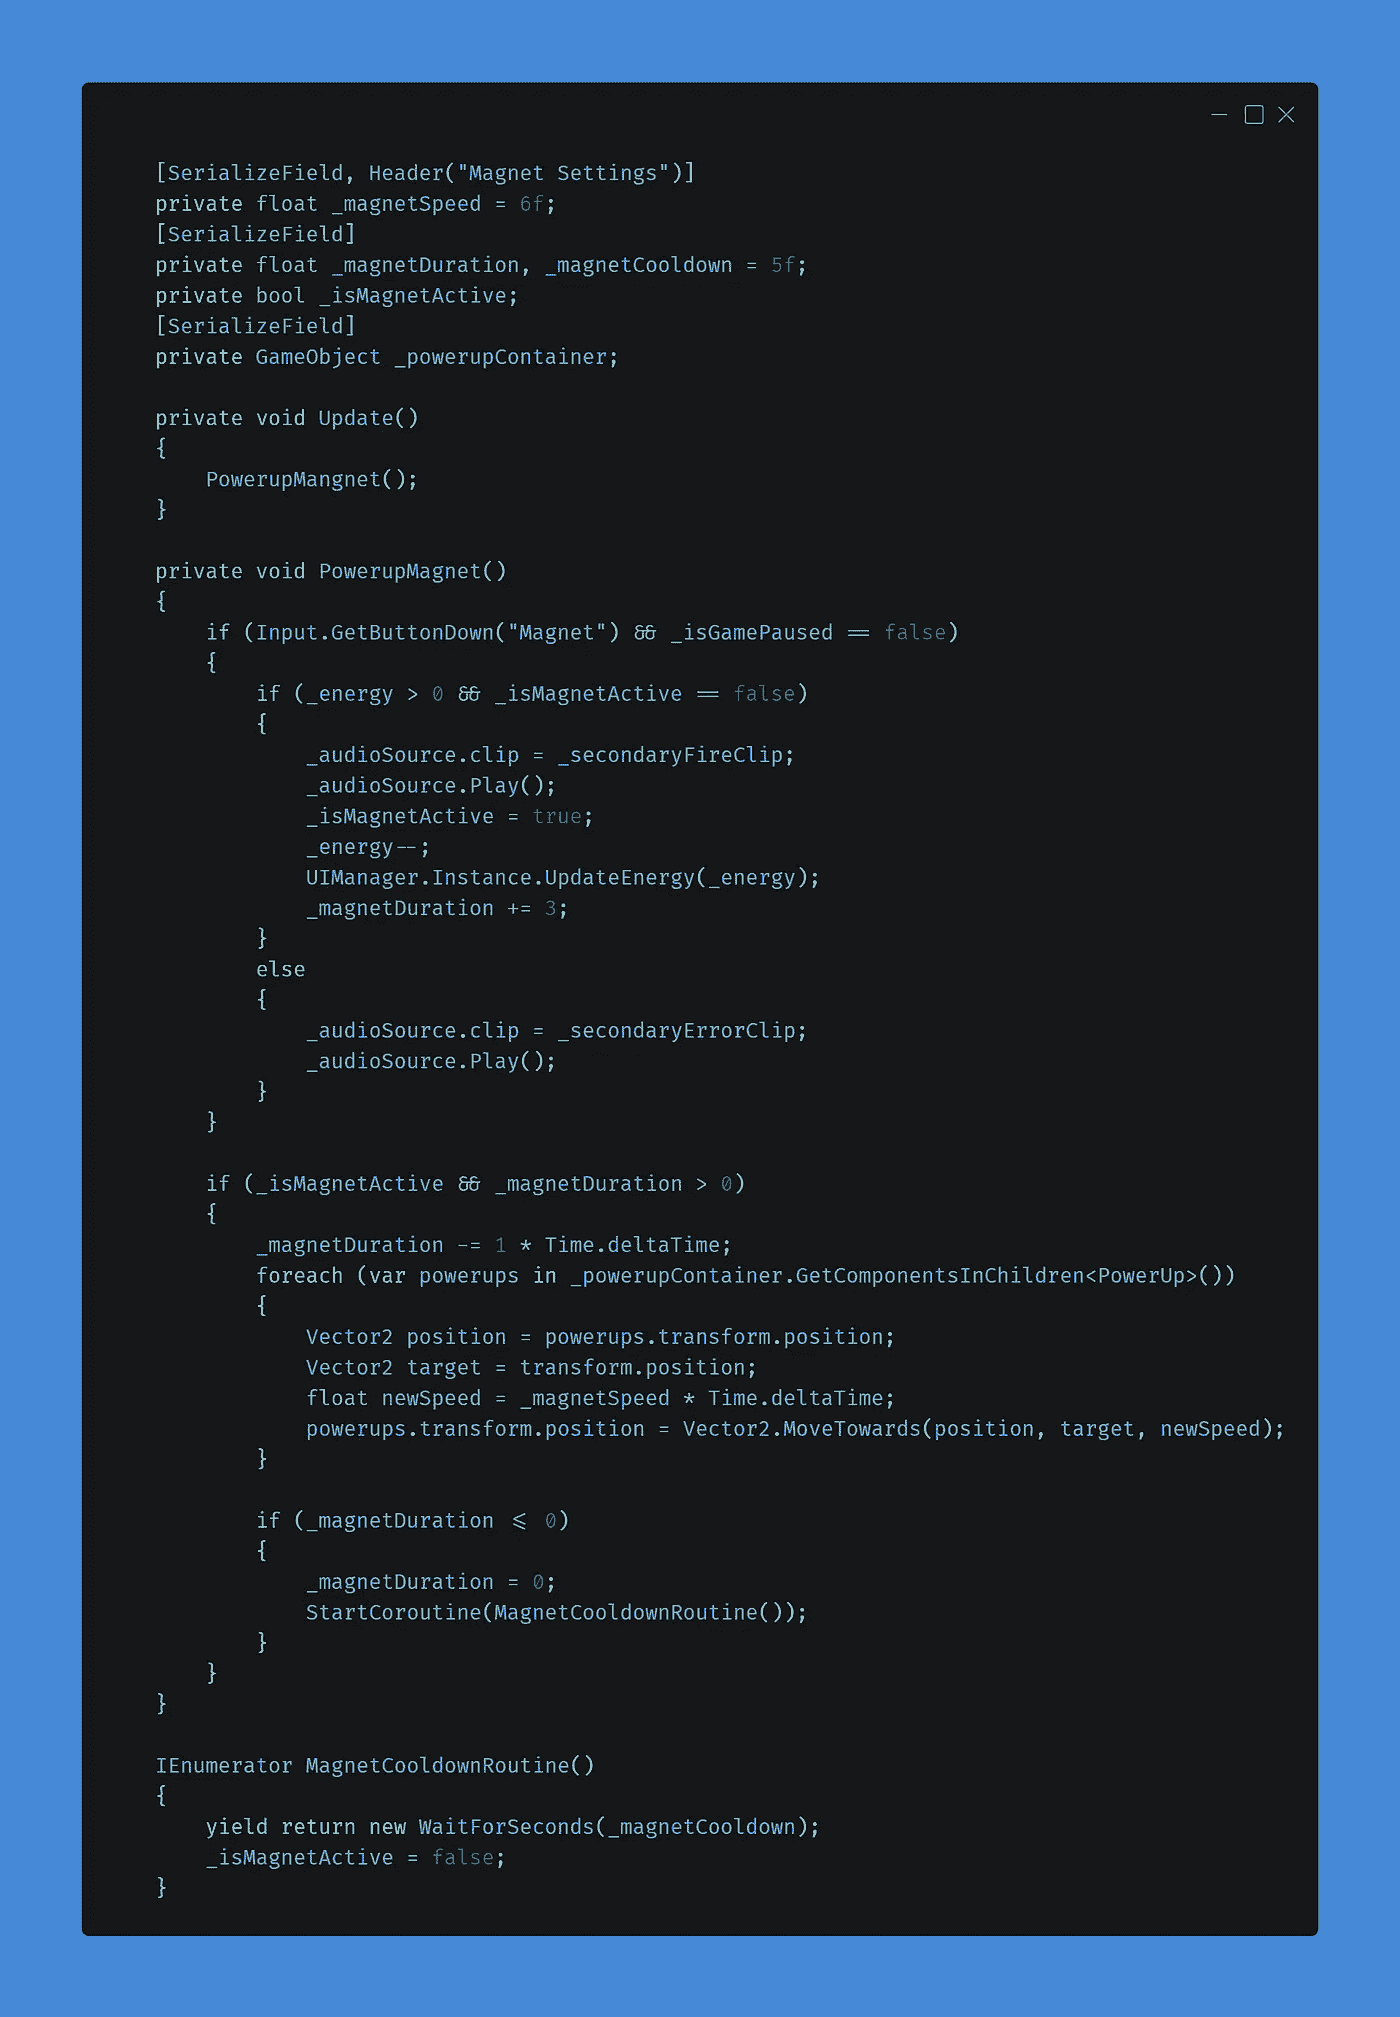 [SerializeField, Header("Magnet Settings")]
private float _magnetSpeed = 6f;
[SerializeField]
private float _magnetDuration, _magnetCooldown = 5f;
private bool _isMagnetActive;
[SerializeField]
private GameObject _powerupContainer;

private void Update()
{
    PowerupMangnet();
}

private void PowerupMagnet()
{
    if (Input.GetButtonDown("Magnet") && _isGamePaused == false)
    {
        if (_energy > 0 && _isMagnetActive == false)
        {
            _audioSource.clip = _secondaryFireClip;
            _audioSource.Play();
            _isMagnetActive = true;
            _energy--;
            UIManager.Instance.UpdateEnergy(_energy);
            _magnetDuration += 3;
        }
        else
        {
            _audioSource.clip = _secondaryErrorClip;
            _audioSource.Play();
        }
    }

    if (_isMagnetActive && _magnetDuration > 0)
    {
        _magnetDuration -= 1 * Time.deltaTime;
        foreach (var powerups in _powerupContainer.GetComponentsInChildren<PowerUp>())
        {
            Vector2 position = powerups.transform.position;
            Vector2 target = transform.position;
            float newSpeed = _magnetSpeed * Time.deltaTime;
            powerups.transform.position = Vector2.MoveTowards(position, target, newSpeed);
        }

        if (_magnetDuration <= 0)
        {
            _magnetDuration = 0;
            StartCoroutine(MagnetCooldownRoutine());
        }
    }
}

IEnumerator MagnetCooldownRoutine()
{
    yield return new WaitForSeconds(_magnetCooldown);
    _isMagnetActive = false;
}